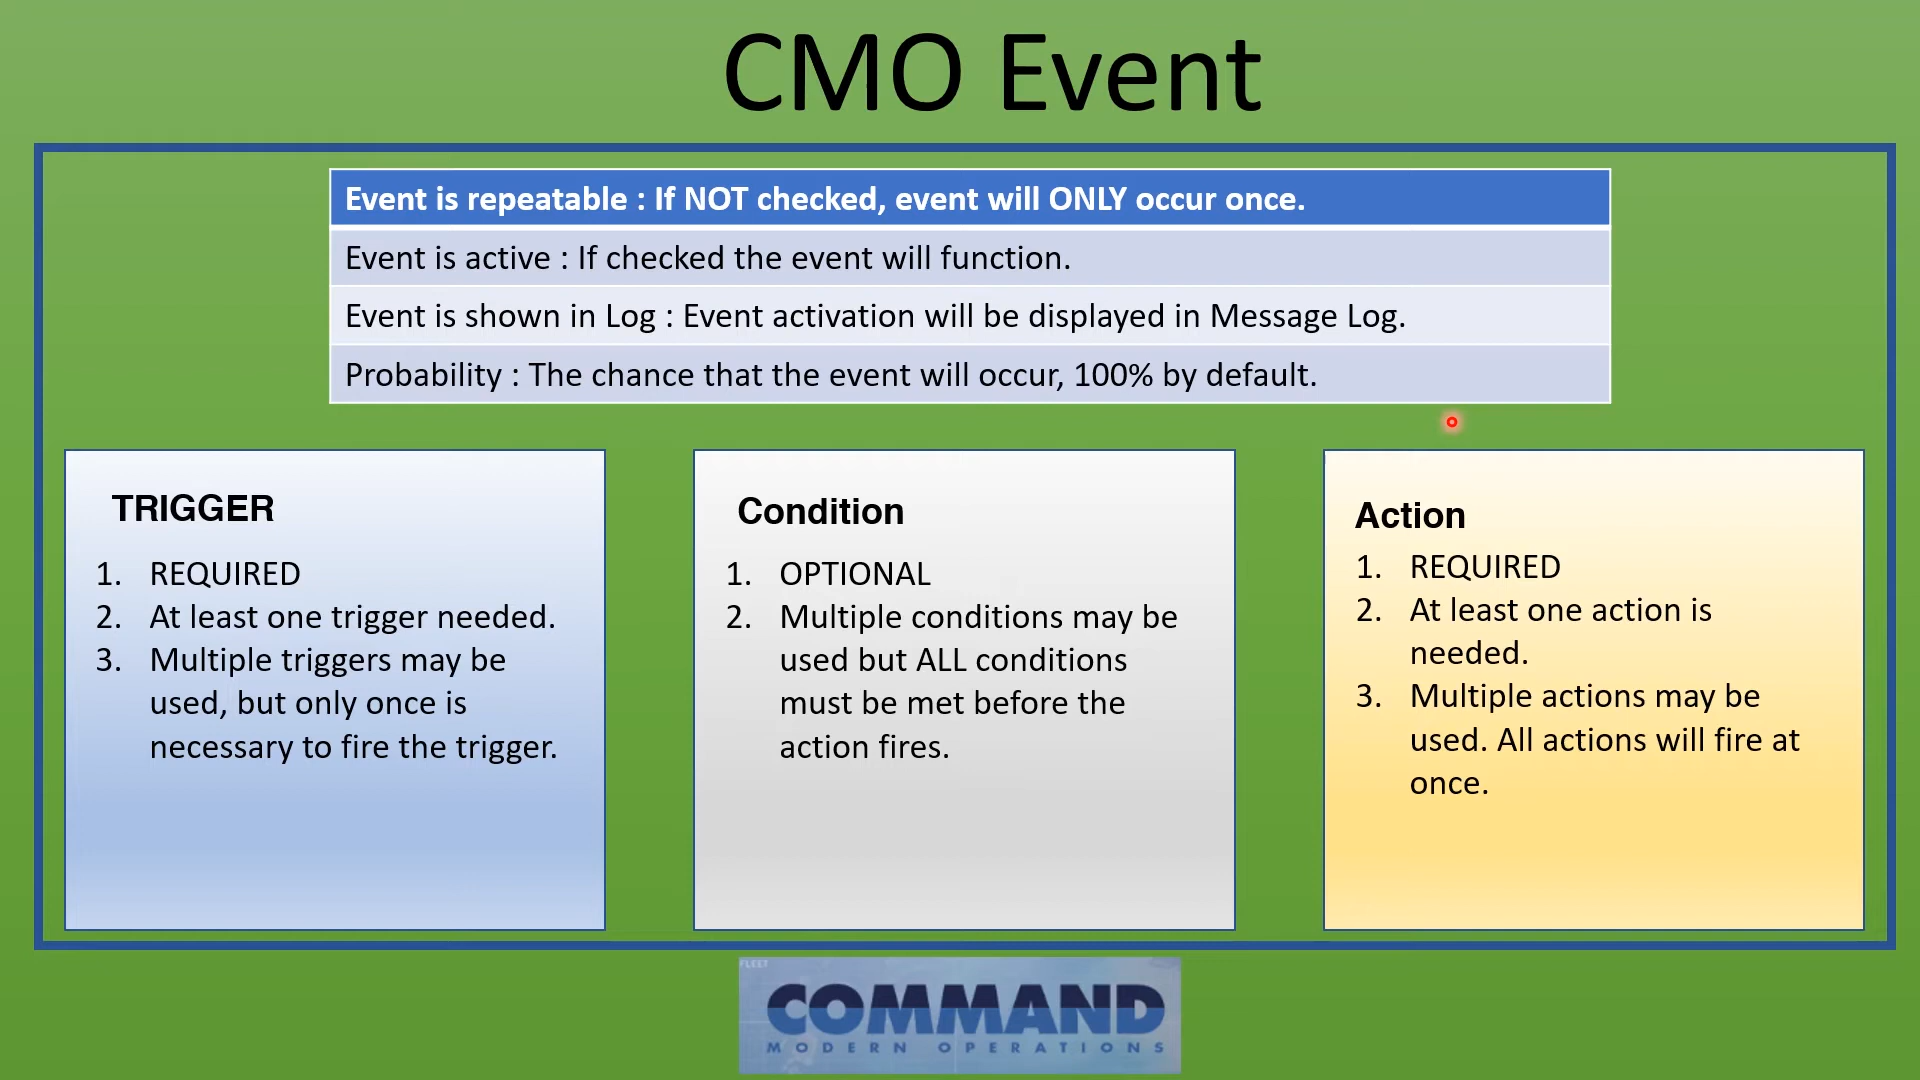 CMO Event
Event is repeatable : If NOT checked, event will ONLY occur once.
Event is active : If checked the event will function.
Event is shown in Log : Event activation will be displayed in Message Log.
Probability : The chance that the event will occur, 100% by default.
TRIGGER
1. REQUIRED
2. At least one trigger needed.
3. Multiple triggers may be
used, but only once is
necessary to fire the trigger.
Condition
1. OPTIONAL
2. Multiple conditions may be
used but ALL conditions
must be met before the
action fires.
Action
1. REQUIRED
2. At least one action is
needed.
3. Multiple actions may be
used. All actions will fire at
once.
FLEET
COMMAND
MODERN OPERATIONS